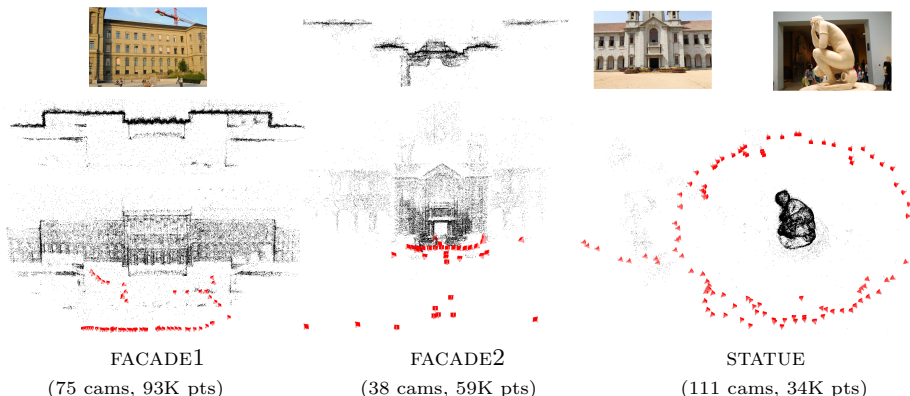 FACADE1
(75 cams, 93K pts)
FACADE2
(38 cams, 59K pts)
STATUE
(111 cams, 34K pts)